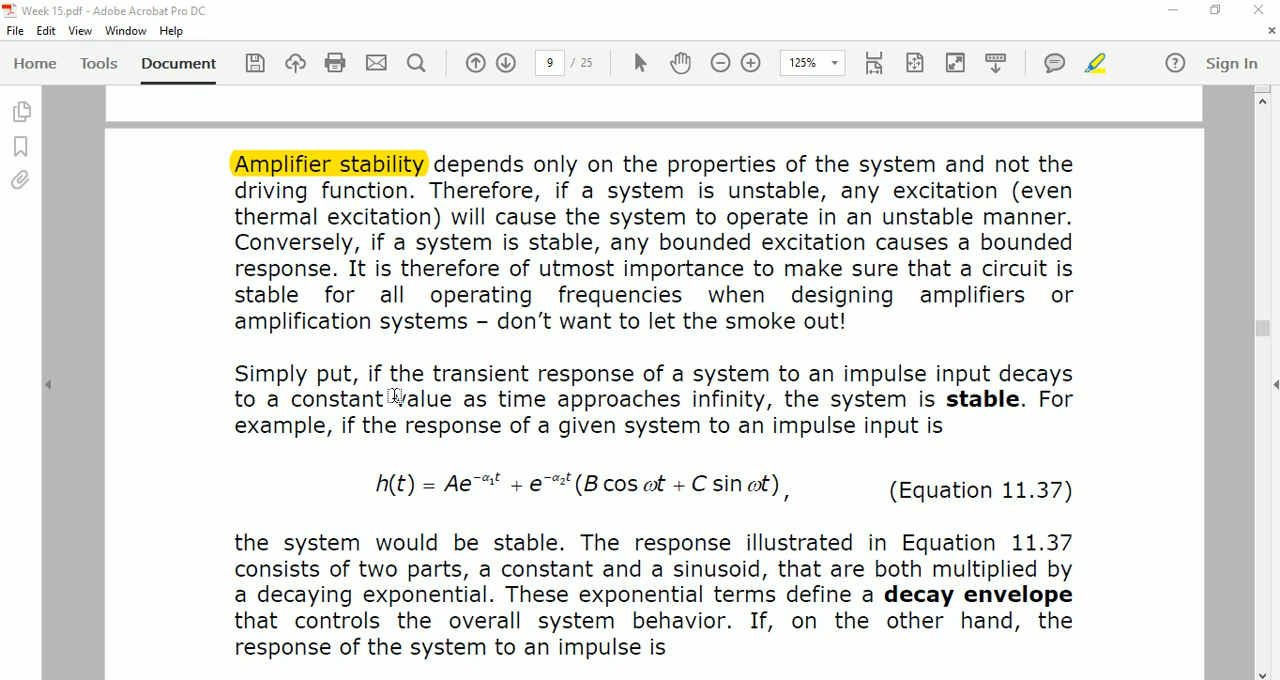 Week 15.pdf - Adobe Acrobat Pro DC
File Edit View Window Help
Home Tools Document 9 / 25 125% Sign In
Amplifier stability depends only on the properties of the system and not the
driving function. Therefore, if a system is unstable, any excitation (even
thermal excitation) will cause the system to operate in an unstable manner.
Conversely, if a system is stable, any bounded excitation causes a bounded
response. It is therefore of utmost importance to make sure that a circuit is
stable for all operating frequencies when designing amplifiers or
amplification systems – don’t want to let the smoke out!
Simply put, if the transient response of a system to an impulse input decays
to a constant value as time approaches infinity, the system is stable. For
example, if the response of a given system to an impulse input is
h(t) = Ae^{-α₁t} + e^{-α₂t}(B cos ωt + C sin ωt), (Equation 11.37)
the system would be stable. The response illustrated in Equation 11.37
consists of two parts, a constant and a sinusoid, that are both multiplied by
a decaying exponential. These exponential terms define a decay envelope
that controls the overall system behavior. If, on the other hand, the
response of the system to an impulse is